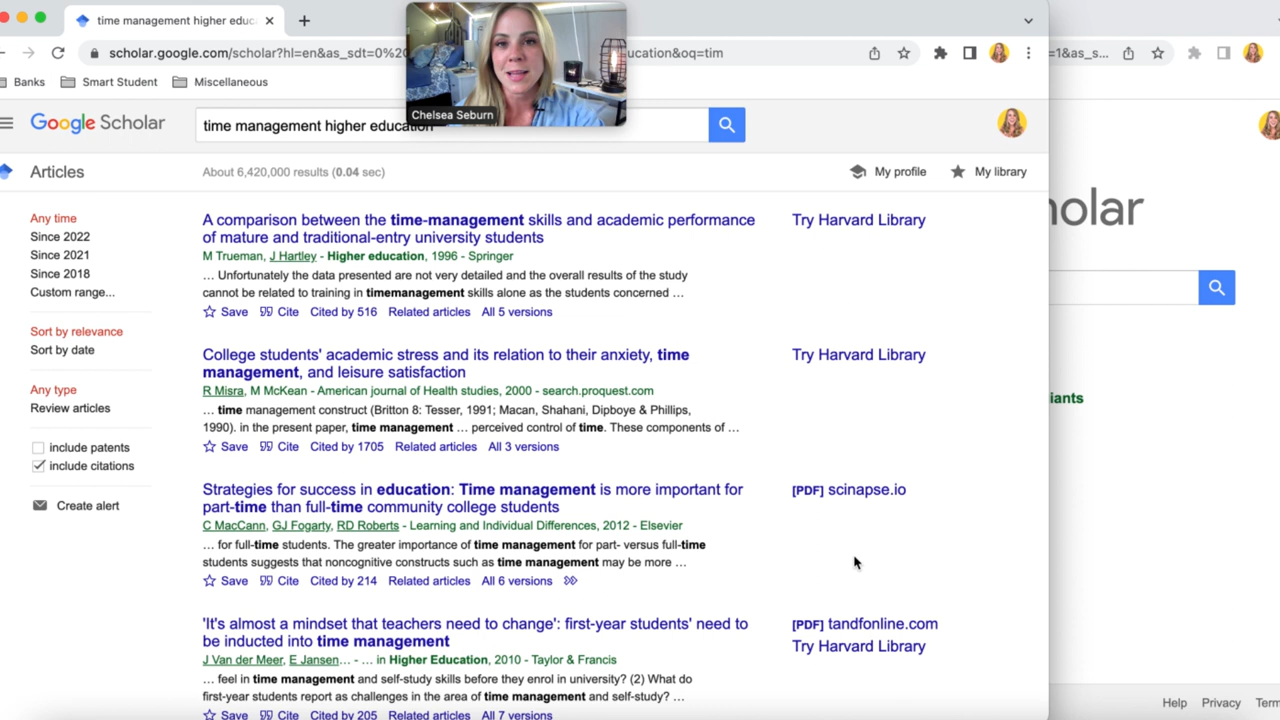 time management higher educ
scholar.google.com/scholar?hl=en&as_sdt=0%2
ucation&oq=tim
=1&as_s...
Banks
Smart Student
Miscellaneous
Chelsea Seburn
Google Scholar
time management higher education
Articles
About 6,420,000 results (0.04 sec)
My profile
My library
Any time
Since 2022
Since 2021
Since 2018
Custom range...
Sort by relevance
Sort by date
Any type
Review articles
include patents
include citations
Create alert
A comparison between the time-management skills and academic performance
of mature and traditional-entry university students
M Trueman, J Hartley - Higher education, 1996 - Springer
... Unfortunately the data presented are not very detailed and the overall results of the study
cannot be related to training in timemanagement skills alone as the students concerned ...
Save Cite Cited by 516 Related articles All 5 versions
Try Harvard Library
College students' academic stress and its relation to their anxiety, time
management, and leisure satisfaction
R Misra, M McKean - American journal of Health studies, 2000 - search.proquest.com
... time management construct (Britton 8: Tesser, 1991; Macan, Shahani, Dipboye & Phillips,
1990). in the present paper, time management ... perceived control of time. These components of ...
Save Cite Cited by 1705 Related articles All 3 versions
Try Harvard Library
Strategies for success in education: Time management is more important for
part-time than full-time community college students
C MacCann, GJ Fogarty, RD Roberts - Learning and Individual Differences, 2012 - Elsevier
... for full-time students. The greater importance of time management for part- versus full-time
students suggests that noncognitive constructs such as time management may be more ...
Save Cite Cited by 214 Related articles All 6 versions
[PDF] scinapse.io
'It's almost a mindset that teachers need to change': first-year students' need to
be inducted into time management
J Van der Meer, E Jansen... - ... in Higher Education, 2010 - Taylor & Francis
... feel in time management and self-study skills before they enrol in university? (2) What do
first-year students report as challenges in the area of time management and self-study? ...
Save Cite Cited by 205 Related articles All 7 versions
[PDF] tandfonline.com
Try Harvard Library
holar
iants
Help Privacy Term